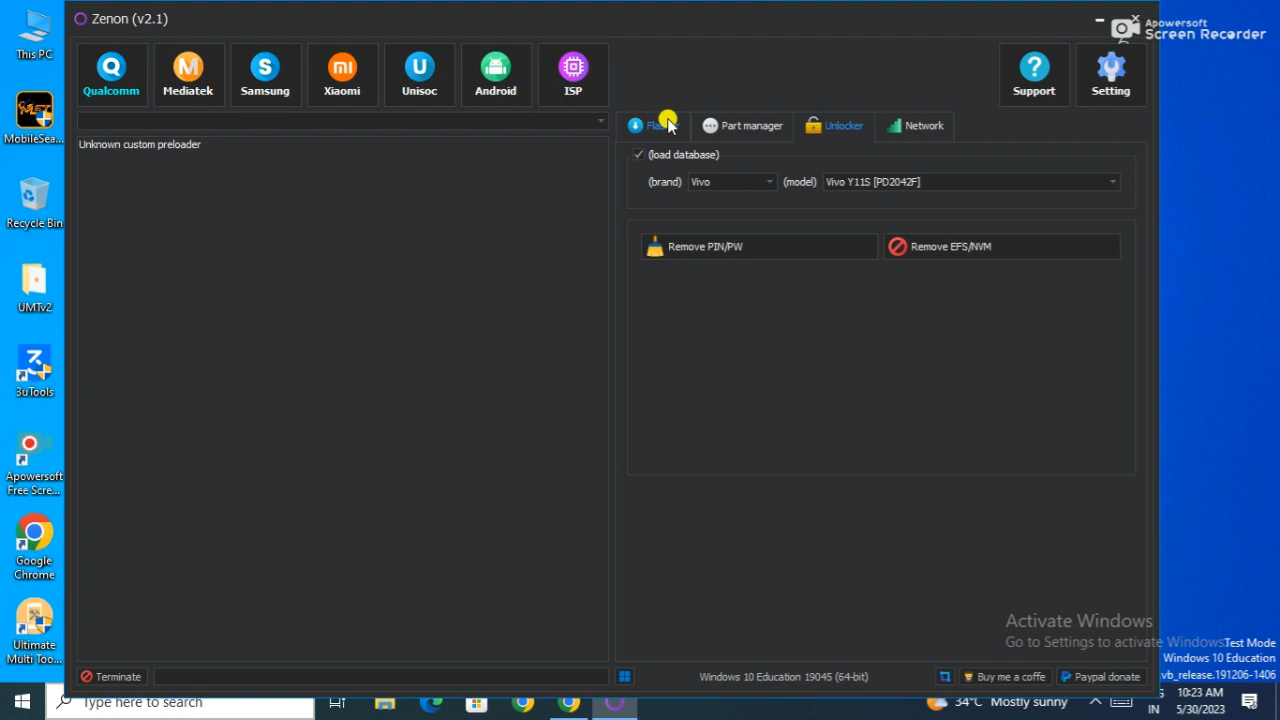 This PC
MobileSea...
Recycle Bin
UMTv2
3uTools
Apowersoft
Free Scre...
Google
Chrome
Ultimate
Multi Too...
Zenon (v2.1)
Apowersoft
Screen Recorder
Qualcomm
Mediatek
Samsung
Xiaomi
Unisoc
Android
ISP
Support
Setting
Part manager
Unlocker
Network
Unknown custom preloader
(load database)
(brand) Vivo
(model) Vivo Y11S [PD2042F]
Remove PIN/PW
Remove EFS/NVM
Activate Windows
Go to Settings to activate Windows.
Test Mode
Windows 10 Education
vb_release.191206-1406
Terminate
Windows 10 Education 19045 (64-bit)
Buy me a coffe
Paypal donate
Type here to search
34°C Mostly sunny
IN
10:23 AM
5/30/2023